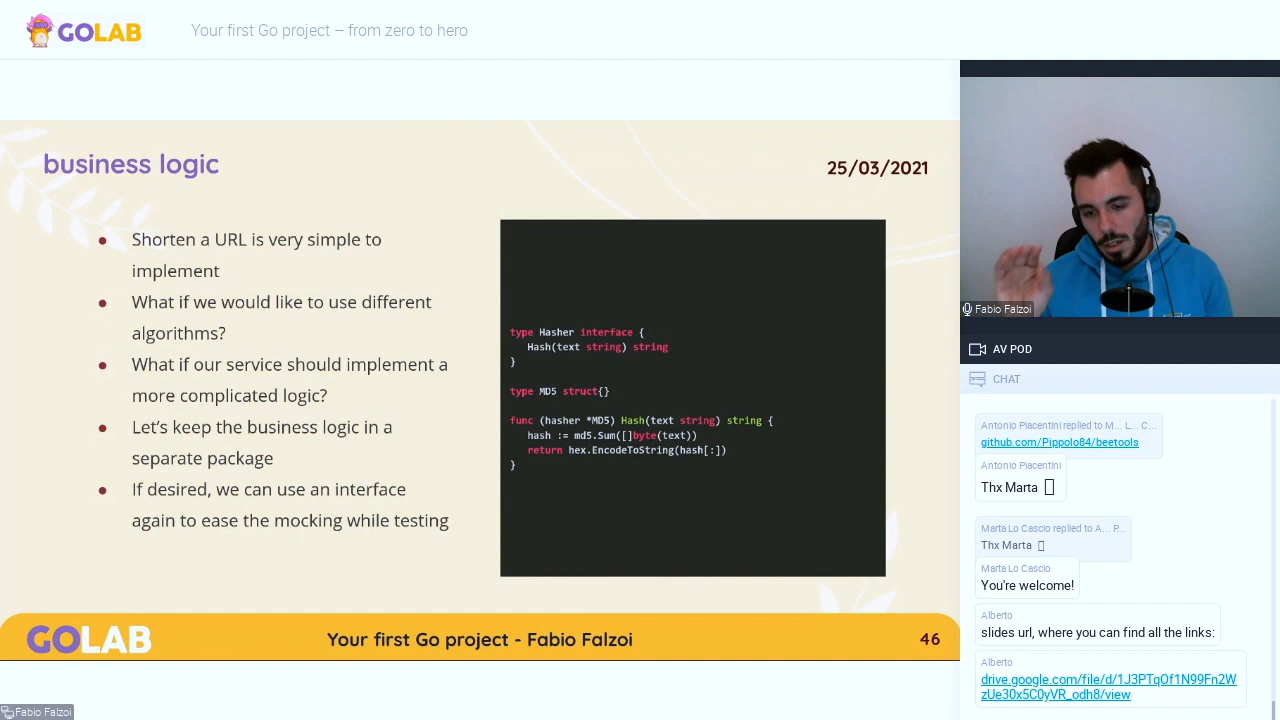 GOLAB
Your first Go project – from zero to hero
business logic
25/03/2021
Shorten a URL is very simple to
implement
What if we would like to use different
algorithms?
What if our service should implement a
more complicated logic?
Let's keep the business logic in a
separate package
If desired, we can use an interface
again to ease the mocking while testing
type Hasher interface {
Hash(text string) string
}
type MD5 struct{}
func (hasher *MD5) Hash(text string) string {
hash := md5.Sum([]byte(text))
return hex.EncodeToString(hash[:])
}
GOLAB
Your first Go project - Fabio Falzoi
46
Fabio Falzoi
Fabio Falzoi
AV POD
CHAT
Antonio Piacentini replied to M... L... C...
github.com/Pippolo84/beetools
Antonio Piacentini
Thx Marta
Marta Lo Cascio replied to A... P...
Thx Marta
Marta Lo Cascio
You're welcome!
Alberto
slides url, where you can find all the links:
Alberto
drive.google.com/file/d/1J3PTqOf1N99Fn2W
zUe30x5C0yVR_odh8/view